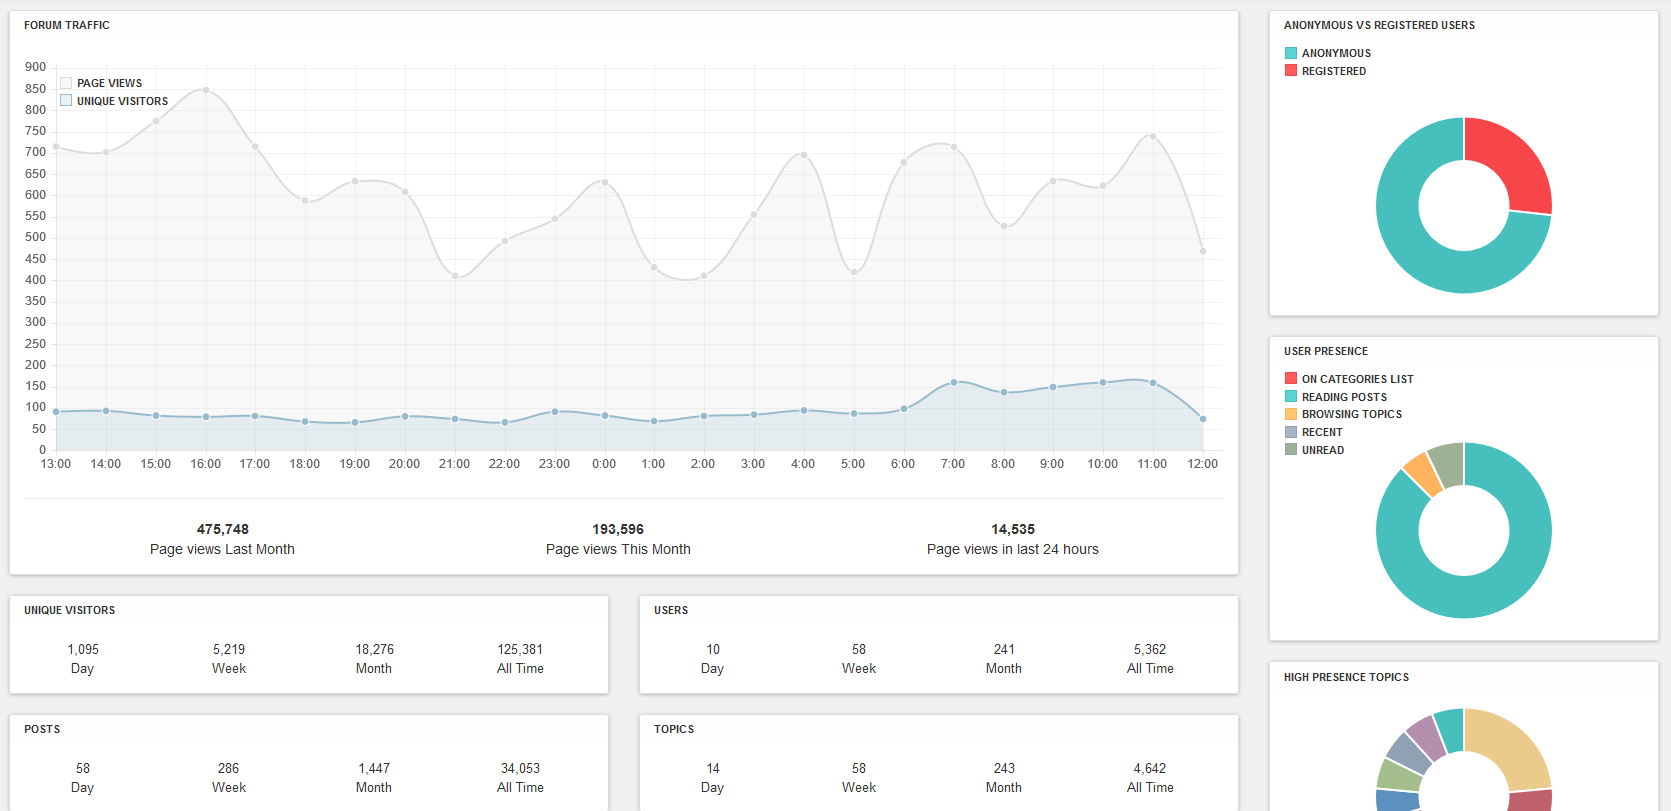 FORUM TRAFFIC
900
850
800
750
700
650
600
550
500
450
400
350
300
250
200
150
100
50
0
PAGE VIEWS
UNIQUE VISITORS
13:00 14:00 15:00 16:00 17:00 18:00 19:00 20:00 21:00 22:00 23:00 0:00 1:00 2:00 3:00 4:00 5:00 6:00 7:00 8:00 9:00 10:00 11:00 12:00
475,748 193,596 14,535
Page views Last Month Page views This Month Page views in last 24 hours
UNIQUE VISITORS
1,095 5,219 18,276 125,381
Day Week Month All Time
USERS
10 58 241 5,362
Day Week Month All Time
POSTS
58 286 1,447 34,053
Day Week Month All Time
TOPICS
14 58 243 4,642
Day Week Month All Time
ANONYMOUS VS REGISTERED USERS
ANONYMOUS
REGISTERED
USER PRESENCE
ON CATEGORIES LIST
READING POSTS
BROWSING TOPICS
RECENT
UNREAD
HIGH PRESENCE TOPICS